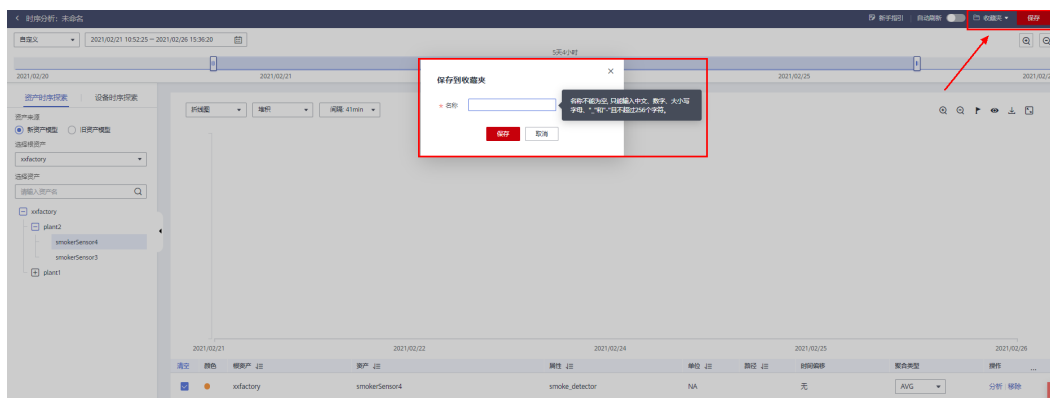 < 时序分析：未命名
新手指引 自动刷新 收藏夹 保存
自定义 2021/02/21 10:52:25 ~ 2021/02/26 15:36:20
5天4小时
2021/02/20 2021/02/21 2021/02/25
资产时序探索 设备时序探索
资产来源
新资产模型 旧资产模型
选择根资产
xxfactory
选择资产
请输入资产名
xxfactory
plant2
smokerSensor4
smokerSensor3
plant1
折线图 堆积 间隔: 41min
保存到收藏夹
* 名称
名称不能为空, 只能输入中文、数字、大小写
字母、"_"和"-"且不超过256个字符。
保存 取消
2021/02/21 2021/02/22 2021/02/24 2021/02/25 2021/02/26
清空 颜色 根资产 资产 属性 单位 路径 时间偏移 聚合类型 操作 ...
xxfactory smokerSensor4 smoke_detector NA 无 AVG 分析 移除